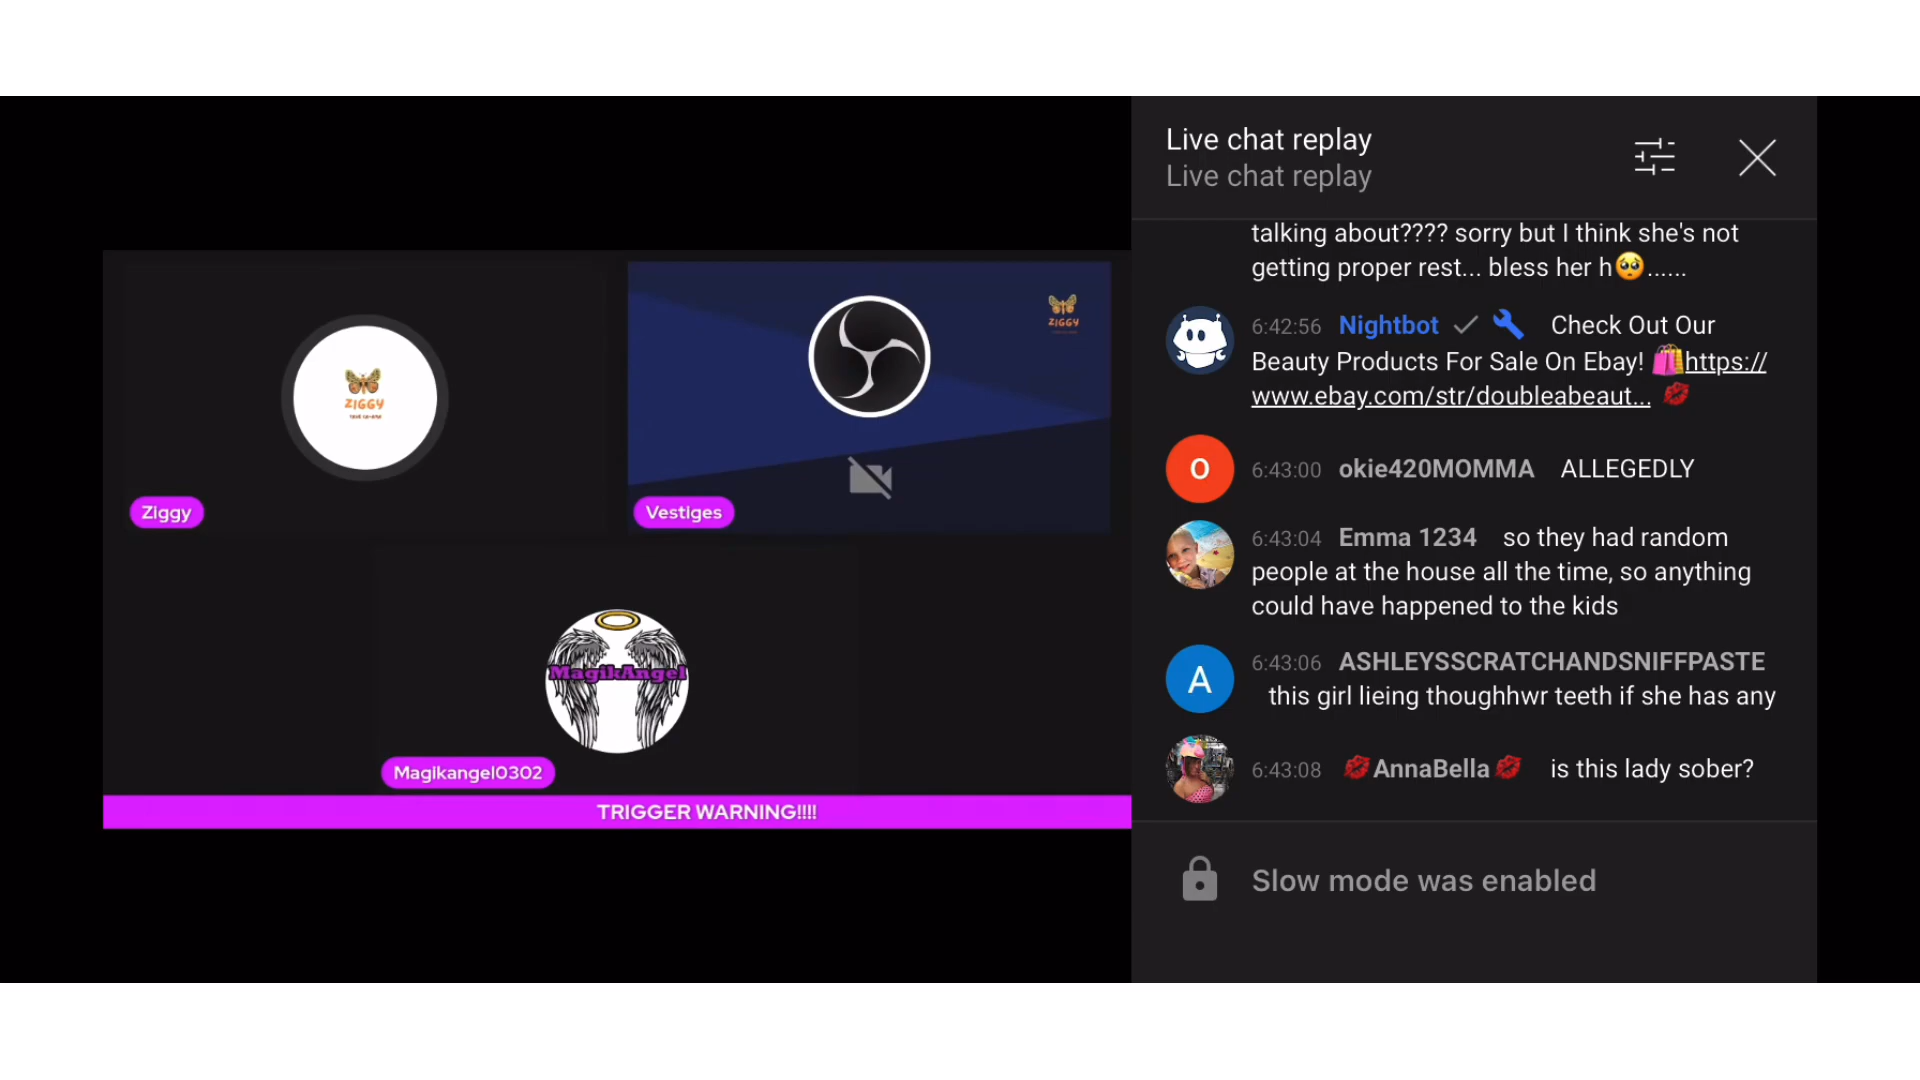 Live chat replay
Live chat replay
talking about???? sorry but I think she's not
getting proper rest... bless her h🥺......
6:42:56 Nightbot Check Out Our
Beauty Products For Sale On Ebay! 🛍️https://
www.ebay.com/str/doubleabeaut... 💋
O
6:43:00 okie420MOMMA ALLEGEDLY
6:43:04 Emma 1234 so they had random
people at the house all the time, so anything
could have happened to the kids
A
6:43:06 ASHLEYSSCRATCHANDSNIFFPASTE
this girl lieing thoughhwr teeth if she has any
6:43:08 💋AnnaBella💋 is this lady sober?
Slow mode was enabled
ZIGGY
Ziggy
ZIGGY
Vestiges
MagikAngel
Magikangel0302
TRIGGER WARNING!!!!